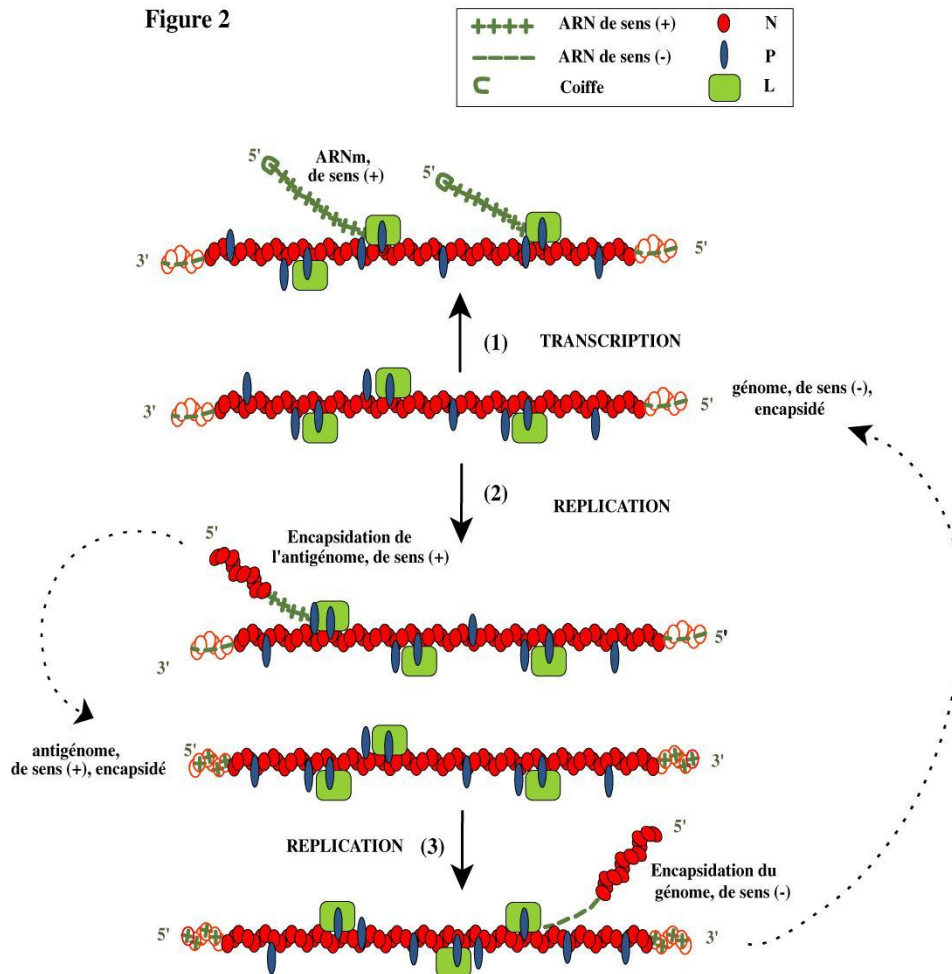 Figure 2
ARN de sens (+)
N
ARN de sens (-)
P
Coiffe
L
5'
ARNm,
de sens (+)
5'
3'
5'
(1)
TRANSCRIPTION
3'
5'
génome, de sens (-),
encapsidé
(2)
REPLICATION
5'
Encapsidation de
l'antigénome, de sens (+)
3'
5'
antigénome,
de sens (+), encapsidé
5'
3'
REPLICATION
(3)
5'
Encapsidation du
génome, de sens (-)
5'
3'